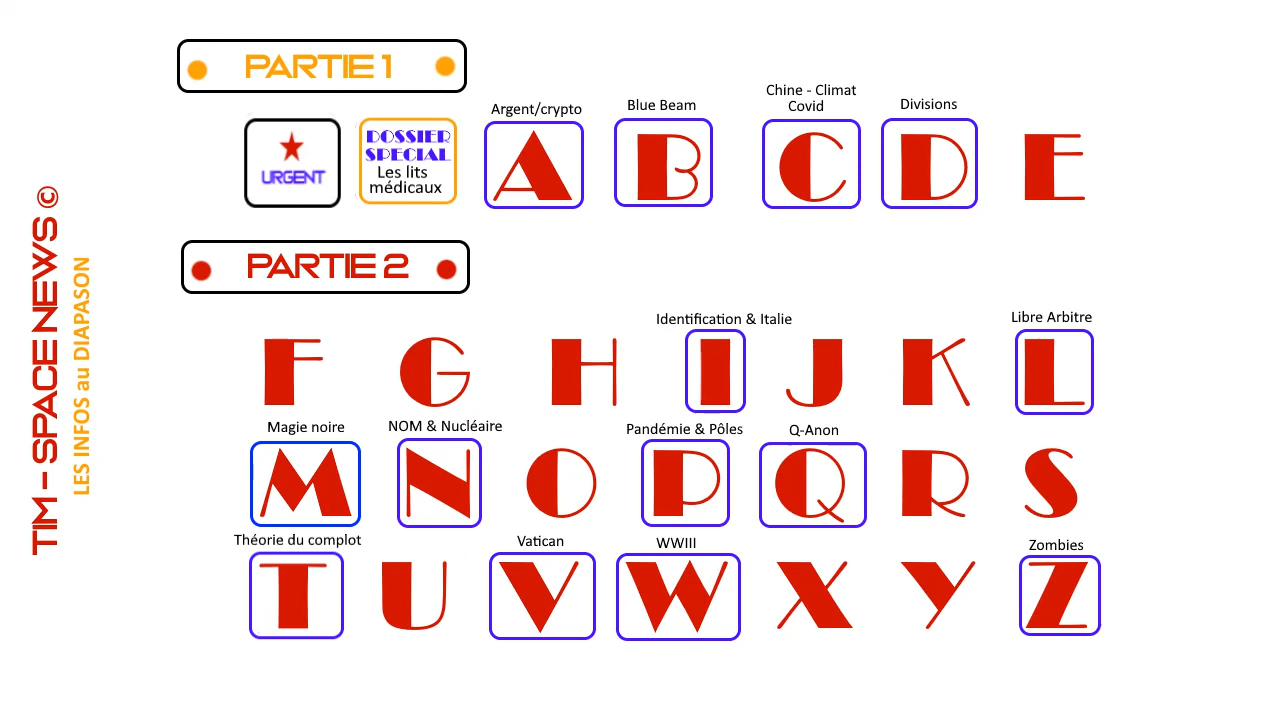 PARTIE 1
URGENT
DOSSIER
SPECIAL
Les lits
médicaux
Argent/crypto
A
Blue Beam
B
Chine - Climat
Covid
C
Divisions
D
E
PARTIE 2
F
G
H
Identification & Italie
I
J
K
Libre Arbitre
L
Magie noire
M
NOM & Nucléaire
N
O
Pandémie & Pôles
P
Q-Anon
Q
R
S
Théorie du complot
T
U
Vatican
V
WWIII
W
X
Y
Zombies
Z
TIM – SPACE NEWS ©
LES INFOS au DIAPASON